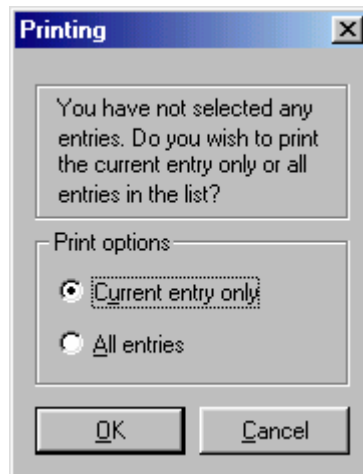 Printing
You have not selected any
entries. Do you wish to print
the current entry only or all
entries in the list?
Print options
Current entry only
All entries
OK
Cancel